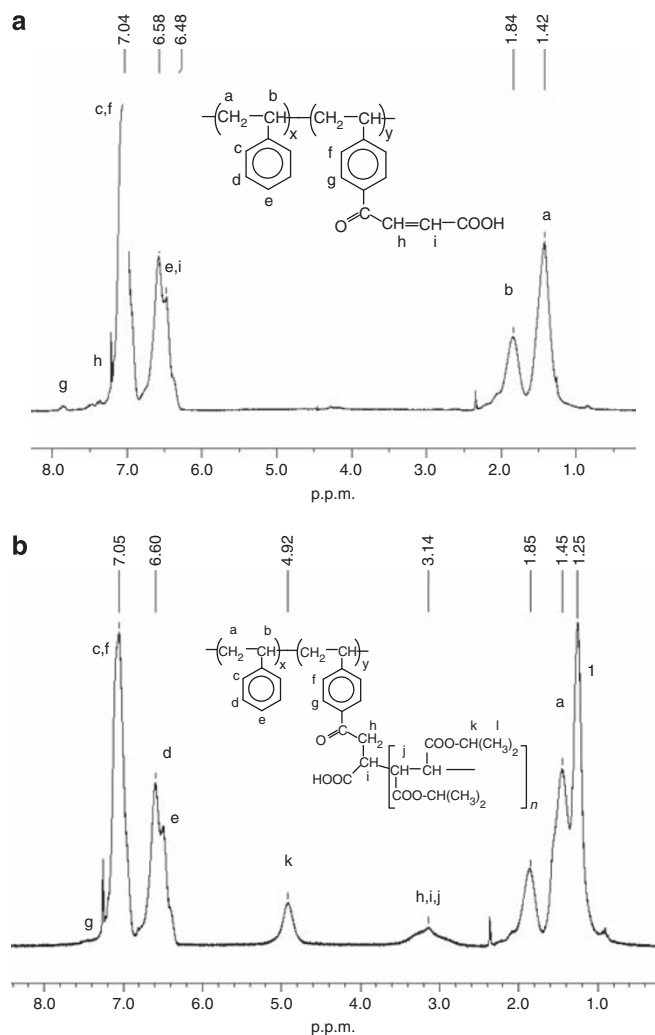 a
7.04 6.58 6.48 1.84 1.42
c,f
a b
(CH2 CH)x (CH2 CH)y
c f
d g
e
O C CH=CH COOH
h i
a
b
e,i
h
g
8.0 7.0 6.0 5.0 4.0 3.0 2.0 1.0
p.p.m.
b
7.05 6.60 4.92 3.14 1.85 1.45 1.25
c,f
a b
(CH2 CH)x (CH2 CH)y
c f
d g
e
h
O C CH2
k l
COO-CH(CH3)2
j
HOOC CH CH CH
i
COO-CH(CH3)2
n
1
a
d
e
k
h,i,j
g
8.0 7.0 6.0 5.0 4.0 3.0 2.0 1.0
p.p.m.